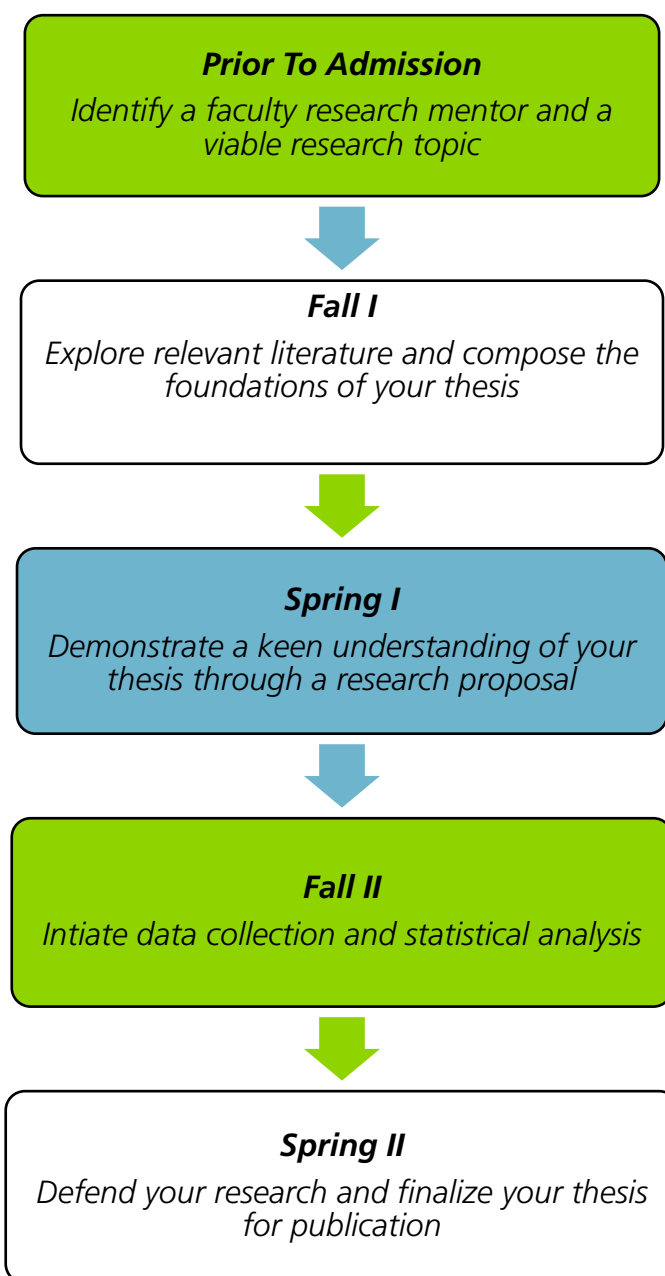 Prior To Admission
Identify a faculty research mentor and a
viable research topic
Fall I
Explore relevant literature and compose the
foundations of your thesis
Spring I
Demonstrate a keen understanding of your
thesis through a research proposal
Fall II
Intiate data collection and statistical analysis
Spring II
Defend your research and finalize your thesis
for publication